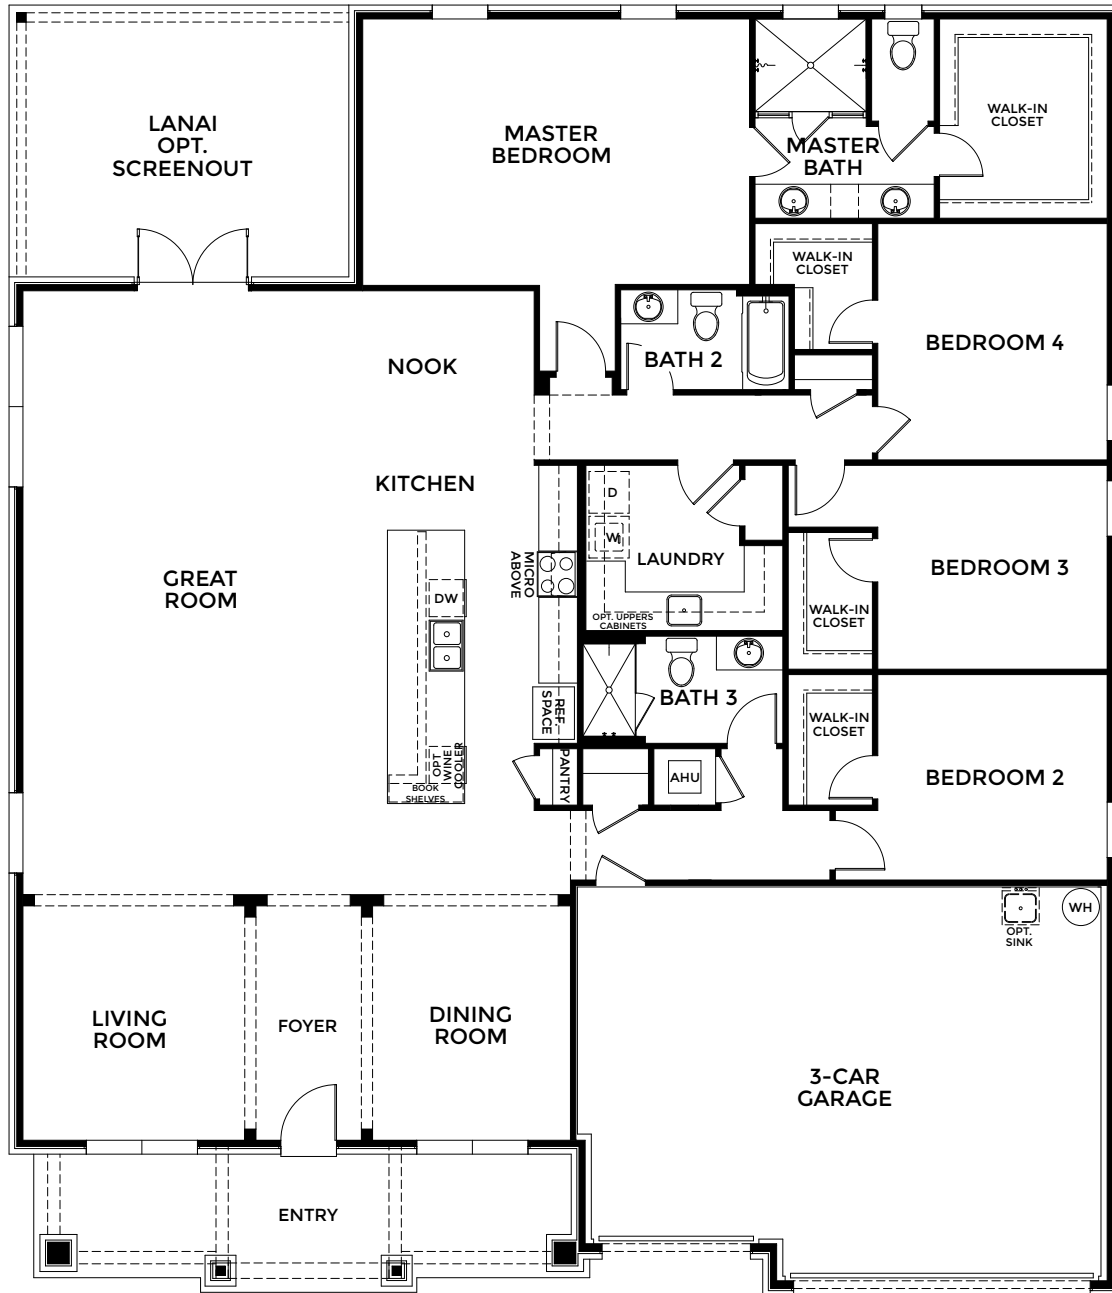 LANAI
OPT.
SCREENOUT
MASTER
BEDROOM
MASTER
BATH
WALK-IN
CLOSET
WALK-IN
CLOSET
BEDROOM 4
NOOK
BATH 2
KITCHEN
D
W
LAUNDRY
MICRO
ABOVE
BEDROOM 3
GREAT
ROOM
DW
OPT. UPPERS
CABINETS
WALK-IN
CLOSET
BATH 3
REF.
SPACE
WALK-IN
CLOSET
OPT
WINE
COOLER
BOOK
SHELVES
PANTRY
AHU
BEDROOM 2
WH
OPT.
SINK
LIVING
ROOM
FOYER
DINING
ROOM
3-CAR
GARAGE
ENTRY